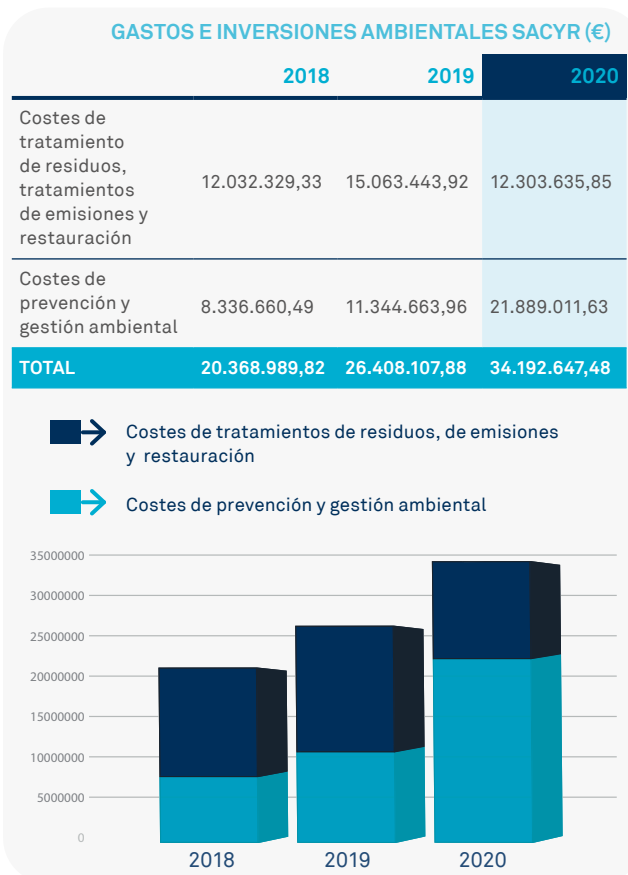 GASTOS E INVERSIONES AMBIENTALES SACYR (€)
2018 2019 2020
Costes de
tratamiento
de residuos,
tratamientos
de emisiones y
restauración
12.032.329,33 15.063.443,92 12.303.635,85
Costes de
prevención y
gestión ambiental
8.336.660,49 11.344.663,96 21.889.011,63
TOTAL 20.368.989,82 26.408.107,88 34.192.647,48
Costes de tratamientos de residuos, de emisiones
y restauración
Costes de prevención y gestión ambiental
35000000
30000000
25000000
20000000
15000000
10000000
5000000
0
2018 2019 2020